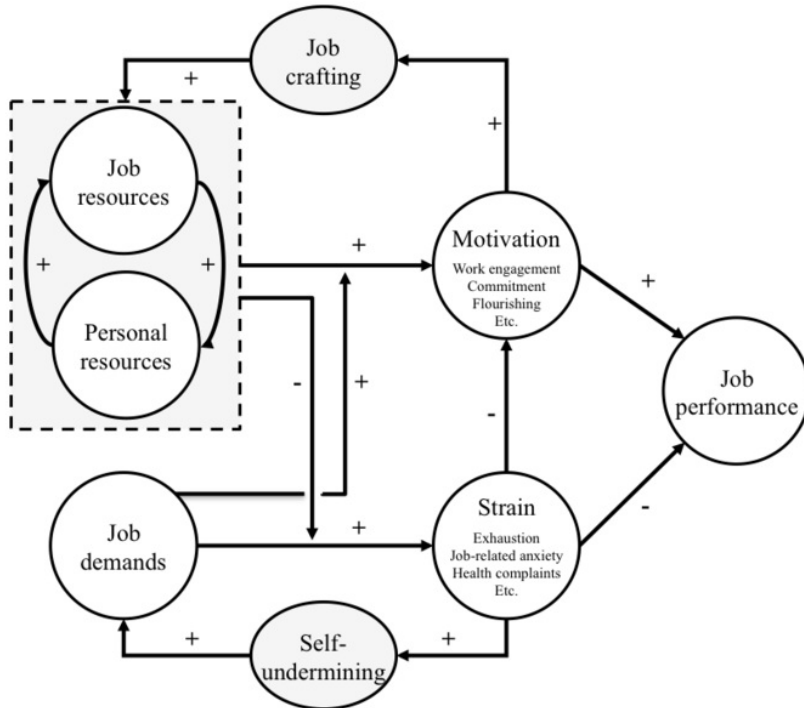 Job
crafting
+
+
Job
resources
+
+
Personal
resources
+
Motivation
Work engagement
Commitment
Flourishing
Etc.
+
-
+
-
Job
performance
Job
demands
+
Strain
Exhaustion
Job-related anxiety
Health complaints
Etc.
-
+
Self-
undermining
+